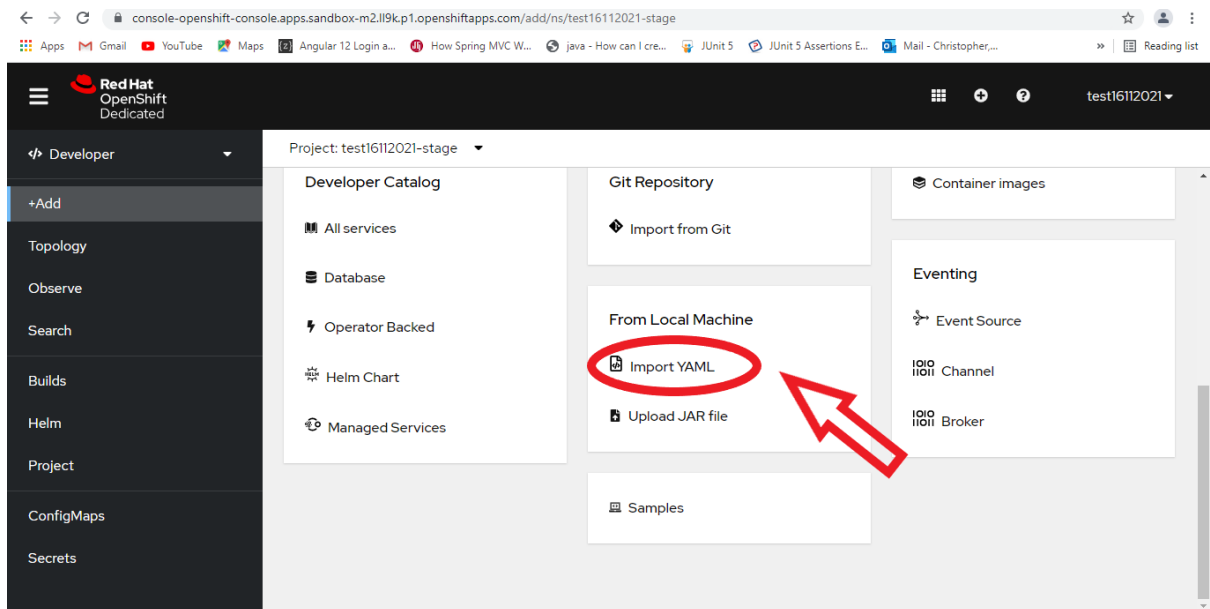 console-openshift-console.apps.sandbox-m2.ll9k.p1.openshiftapps.com/add/ns/test16112021-stage
Apps Gmail YouTube Maps Angular 12 Login a... How Spring MVC W... java - How can I cre... JUnit 5 JUnit 5 Assertions E... Mail - Christopher,... » Reading list
Red Hat
OpenShift
Dedicated
test16112021
Developer
Project: test16112021-stage
+Add
Topology
Observe
Search
Builds
Helm
Project
ConfigMaps
Secrets
Developer Catalog
All services
Database
Operator Backed
Helm Chart
Managed Services
Git Repository
Import from Git
From Local Machine
Import YAML
Upload JAR file
Samples
Container images
Eventing
Event Source
Channel
Broker